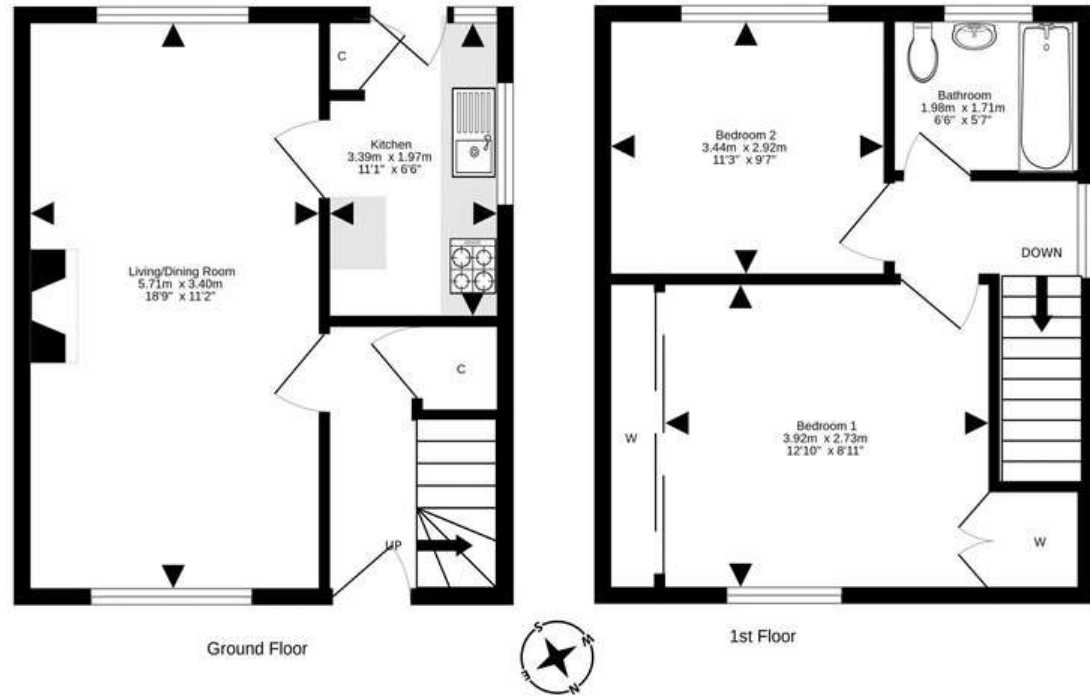 C
Kitchen
3.39m x 1.97m
11'1" x 6'6"
Living/Dining Room
5.71m x 3.40m
18'9" x 11'2"
C
UP
Ground Floor
Bathroom
1.98m x 1.71m
6'6" x 5'7"
Bedroom 2
3.44m x 2.92m
11'3" x 9'7"
DOWN
Bedroom 1
3.92m x 2.73m
12'10" x 8'11"
W
W
1st Floor
S
W
E
N